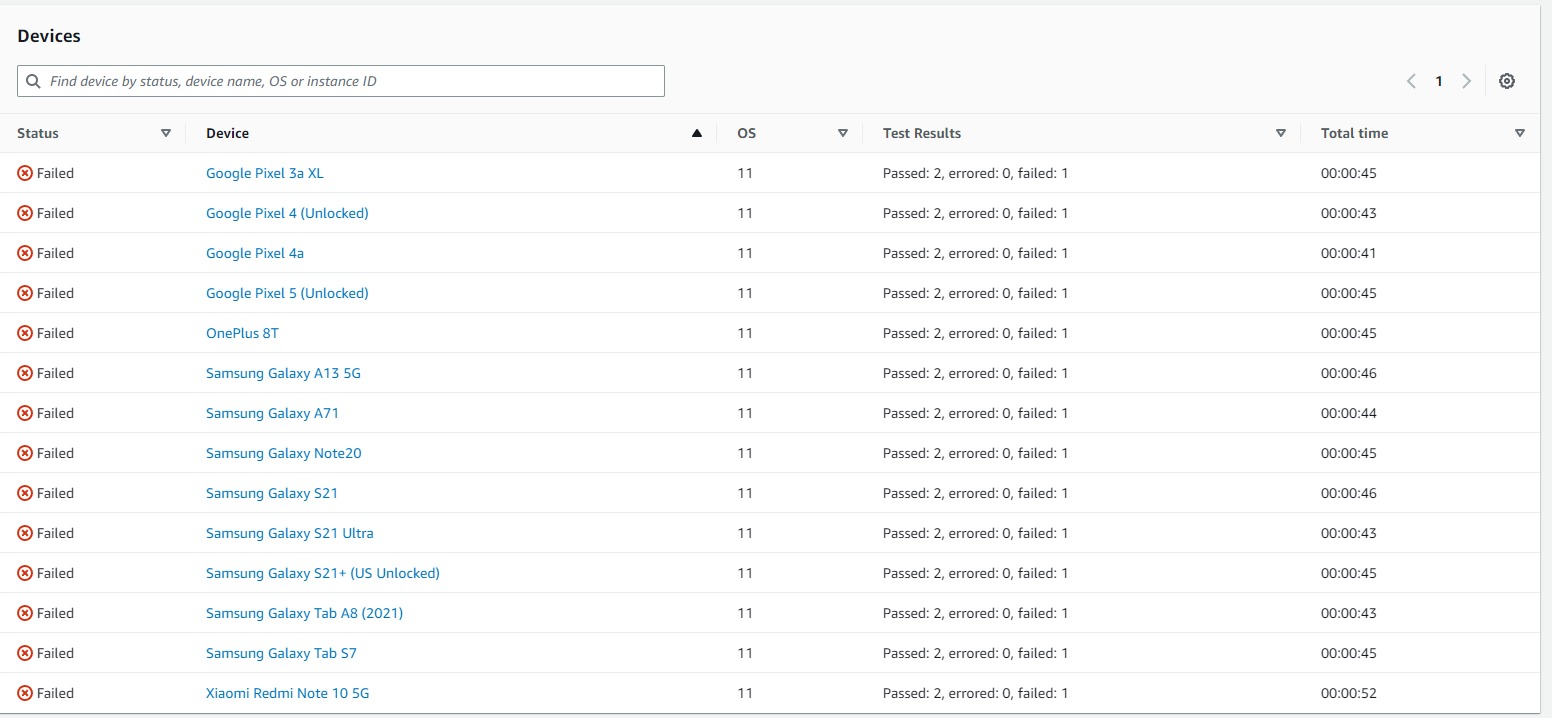 Devices
Find device by status, device name, OS or instance ID
1
Status Device OS Test Results Total time
Failed Google Pixel 3a XL 11 Passed: 2, errored: 0, failed: 1 00:00:45
Failed Google Pixel 4 (Unlocked) 11 Passed: 2, errored: 0, failed: 1 00:00:43
Failed Google Pixel 4a 11 Passed: 2, errored: 0, failed: 1 00:00:41
Failed Google Pixel 5 (Unlocked) 11 Passed: 2, errored: 0, failed: 1 00:00:45
Failed OnePlus 8T 11 Passed: 2, errored: 0, failed: 1 00:00:45
Failed Samsung Galaxy A13 5G 11 Passed: 2, errored: 0, failed: 1 00:00:46
Failed Samsung Galaxy A71 11 Passed: 2, errored: 0, failed: 1 00:00:44
Failed Samsung Galaxy Note20 11 Passed: 2, errored: 0, failed: 1 00:00:45
Failed Samsung Galaxy S21 11 Passed: 2, errored: 0, failed: 1 00:00:46
Failed Samsung Galaxy S21 Ultra 11 Passed: 2, errored: 0, failed: 1 00:00:43
Failed Samsung Galaxy S21+ (US Unlocked) 11 Passed: 2, errored: 0, failed: 1 00:00:45
Failed Samsung Galaxy Tab A8 (2021) 11 Passed: 2, errored: 0, failed: 1 00:00:43
Failed Samsung Galaxy Tab S7 11 Passed: 2, errored: 0, failed: 1 00:00:45
Failed Xiaomi Redmi Note 10 5G 11 Passed: 2, errored: 0, failed: 1 00:00:52